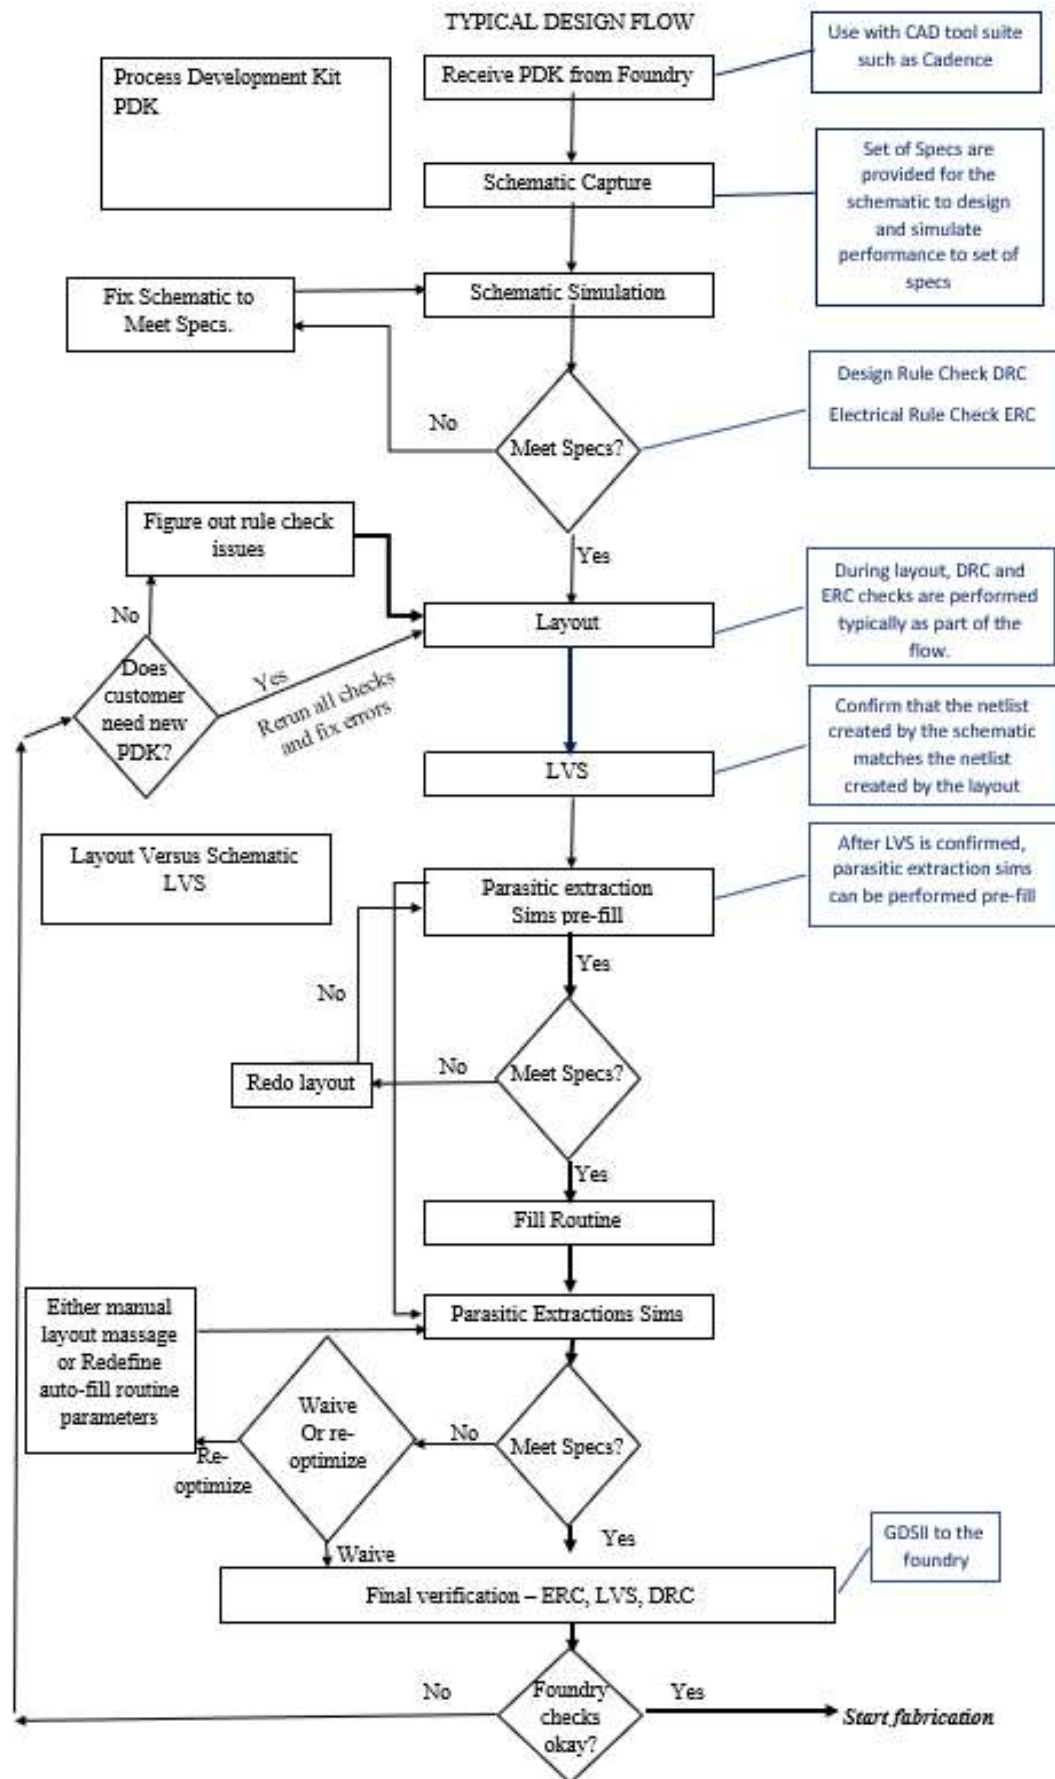 TYPICAL DESIGN FLOW
Use with CAD tool suite
such as Cadence
Process Development Kit
PDK
Receive PDK from Foundry
Set of Specs are
provided for the
schematic to design
and simulate
performance to set of
specs
Schematic Capture
Fix Schematic to
Meet Specs.
Schematic Simulation
Design Rule Check DRC
Electrical Rule Check ERC
No
Meet Specs?
Figure out rule check
issues
Yes
During layout, DRC and
ERC checks are performed
typically as part of the
flow.
No
Layout
Does
customer
need new
PDK?
Yes
Rerun all checks
and fix errors
Confirm that the netlist
created by the schematic
matches the netlist
created by the layout
LVS
Layout Versus Schematic
LVS
After LVS is confirmed,
parasitic extraction sims
can be performed pre-fill
Parasitic extraction
Sims pre-fill
Yes
No
No
Meet Specs?
Redo layout
Yes
Fill Routine
Either manual
layout massage
or Redefine
auto-fill routine
parameters
Parasitic Extractions Sims
Waive
Or re-
optimize
No
Meet Specs?
Re-
optimize
Yes
Waive
GDSII to the
foundry
Final verification – ERC, LVS, DRC
No
Foundry
checks
okay?
Yes
Start fabrication